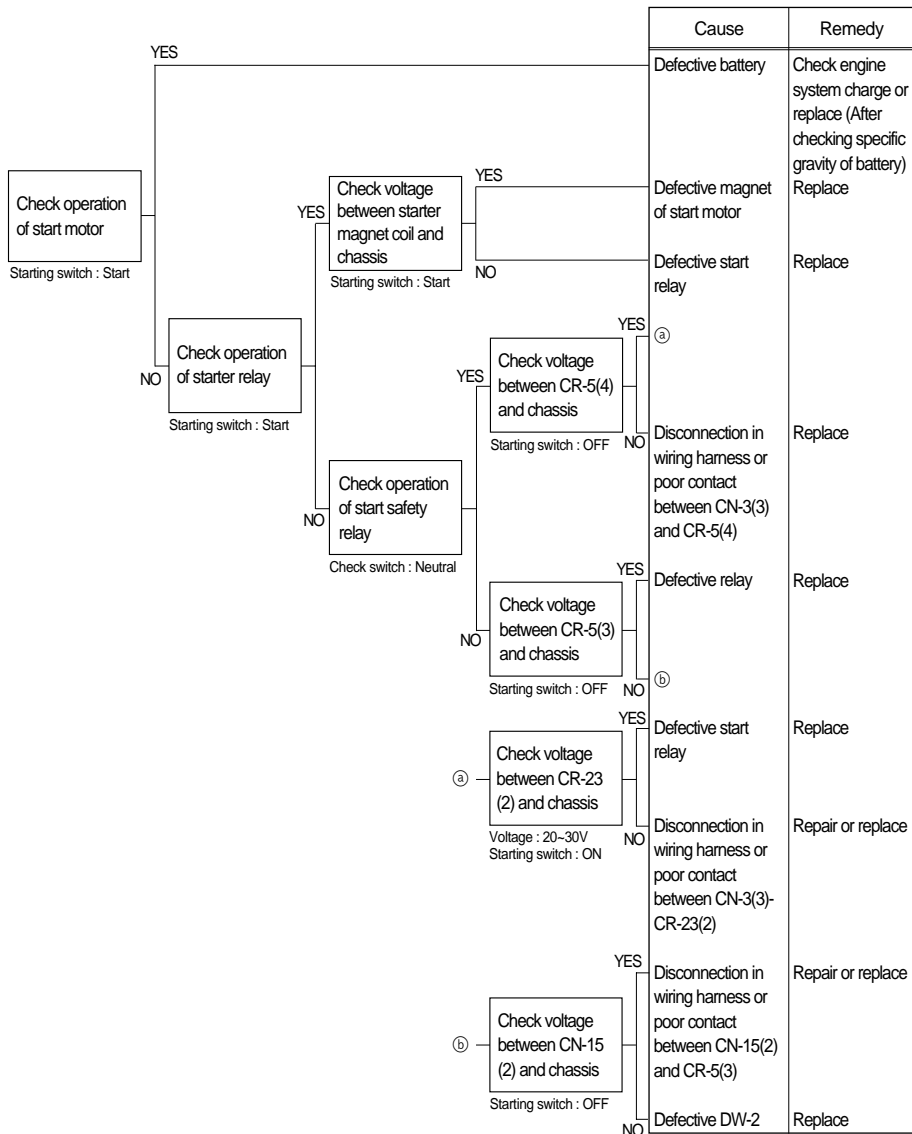 Cause
Remedy
YES
Defective battery
Check engine
system charge or
replace (After
checking specific
gravity of battery)
Check operation
of start motor
Starting switch : Start
YES
Check voltage
between starter
magnet coil and
chassis
Starting switch : Start
YES
Defective magnet
of start motor
Replace
NO
Defective start
relay
Replace
NO
Check operation
of starter relay
Starting switch : Start
YES
Check voltage
between CR-5(4)
and chassis
Starting switch : OFF
YES
ⓐ
NO
Disconnection in
wiring harness or
poor contact
between CN-3(3)
and CR-5(4)
Replace
NO
Check operation
of start safety
relay
Check switch : Neutral
NO
Check voltage
between CR-5(3)
and chassis
Starting switch : OFF
YES
Defective relay
Replace
NO
ⓑ
ⓐ
Check voltage
between CR-23
(2) and chassis
Voltage : 20~30V
Starting switch : ON
YES
Defective start
relay
Replace
NO
Disconnection in
wiring harness or
poor contact
between CN-3(3)-
CR-23(2)
Repair or replace
ⓑ
Check voltage
between CN-15
(2) and chassis
Starting switch : OFF
YES
Disconnection in
wiring harness or
poor contact
between CN-15(2)
and CR-5(3)
Repair or replace
NO
Defective DW-2
Replace